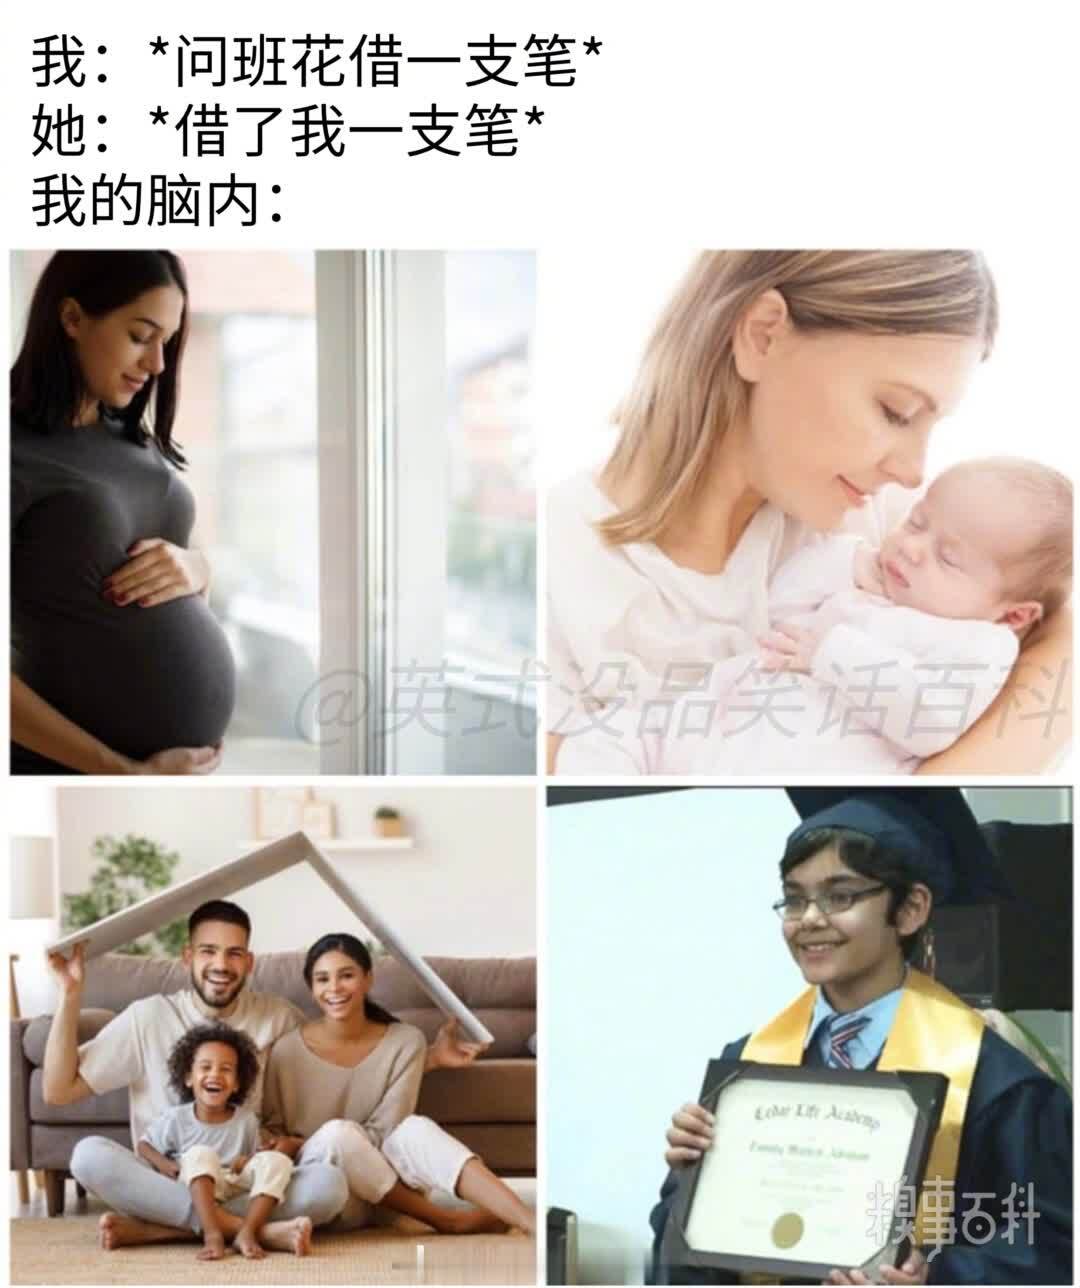 我：*问班花借一支笔*
她：*借了我一支笔*
我的脑内：
@英式没品笑话百科
Cedar Life Academy
糗事百科